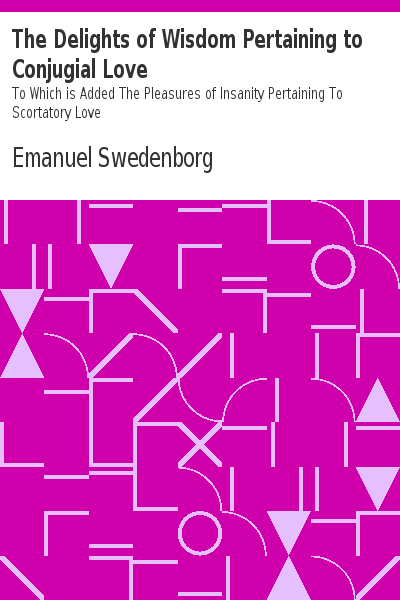 The Delights of Wisdom Pertaining to
Conjugial Love
To Which is Added The Pleasures of Insanity Pertaining To
Scortatory Love
Emanuel Swedenborg